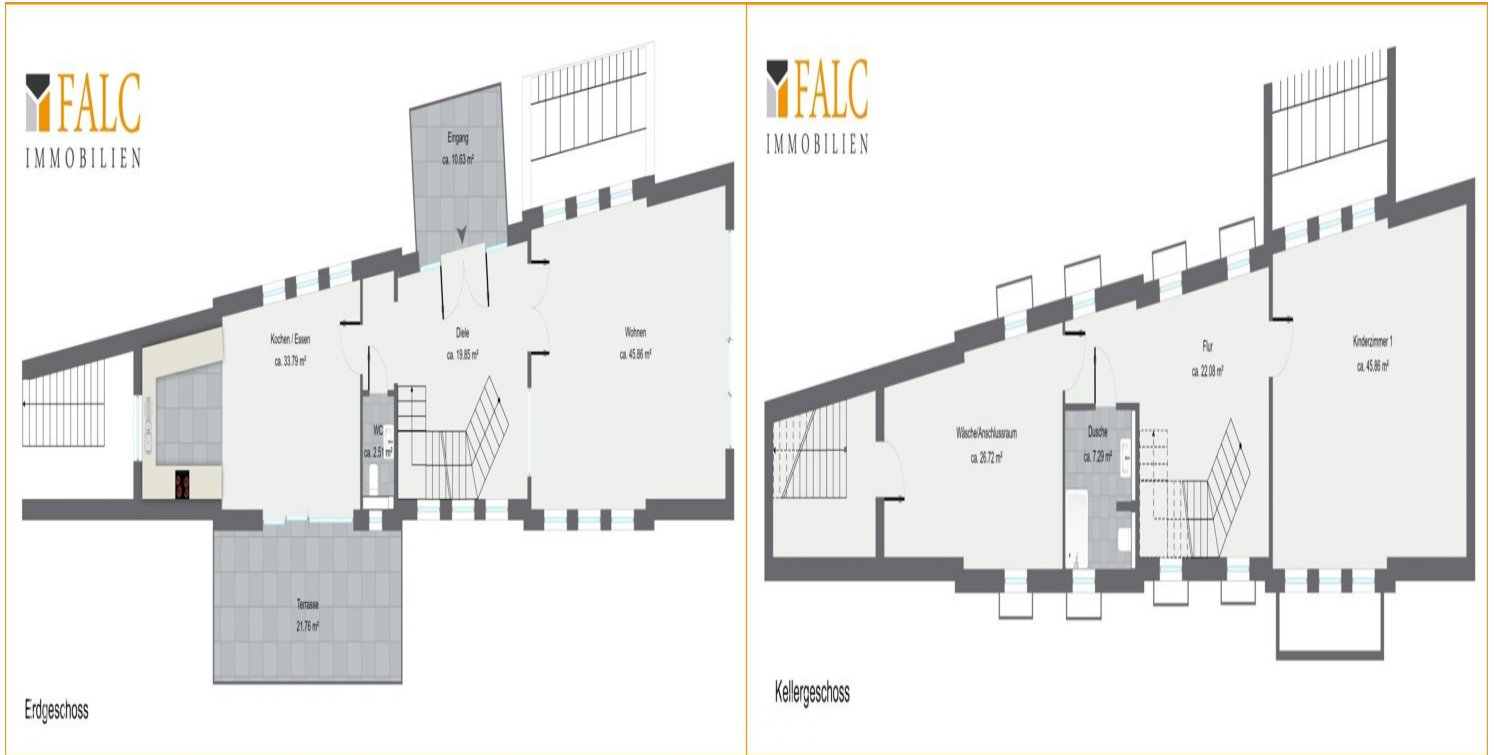 FALC
IMMOBILIEN
Eingang
ca. 10.63 m²
Kochen / Essen
ca. 33.79 m²
Diele
ca. 19.85 m²
Wohnen
ca. 45.86 m²
WC
ca. 2.51 m²
Terrasse
21.76 m²
Erdgeschoss
FALC
IMMOBILIEN
Kinderzimmer 1
ca. 45.86 m²
Flur
ca. 22.08 m²
Wäsche/Anschlussraum
ca. 26.72 m²
Dusche
ca. 7.29 m²
Kellergeschoss